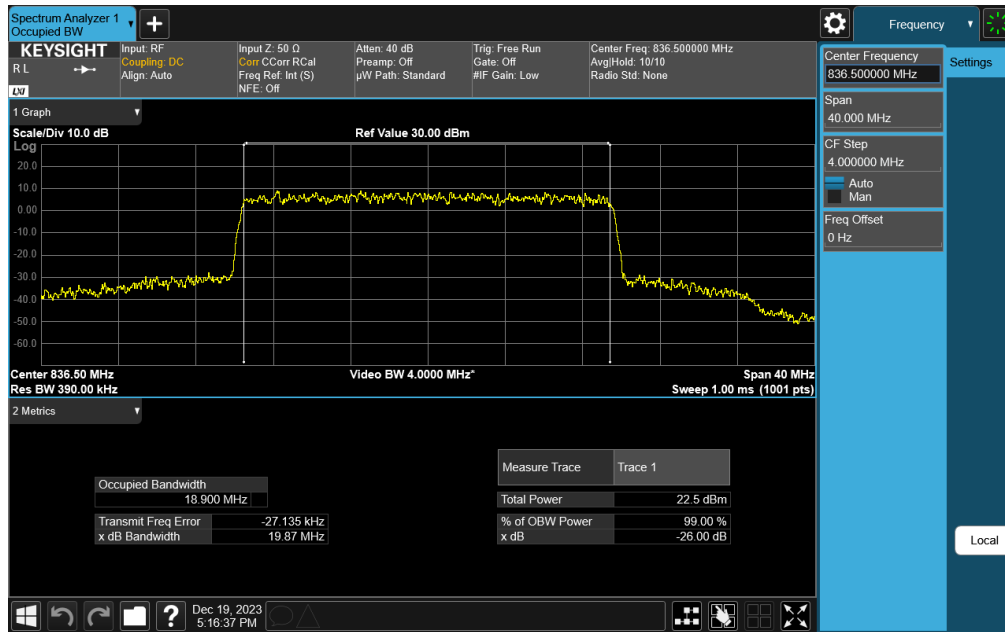 Spectrum Analyzer 1
Occupied BW
Frequency
KEYSIGHT
R L
LXI
Input: RF
Coupling: DC
Align: Auto
Input Z: 50 Ω
Corr CCorr RCal
Freq Ref: Int (S)
NFE: Off
Atten: 40 dB
Preamp: Off
µW Path: Standard
Trig: Free Run
Gate: Off
#IF Gain: Low
Center Freq: 836.500000 MHz
Avg|Hold: 10/10
Radio Std: None
Center Frequency
836.500000 MHz
Settings
Span
40.000 MHz
CF Step
4.000000 MHz
Auto
Man
Freq Offset
0 Hz
1 Graph
Scale/Div 10.0 dB
Ref Value 30.00 dBm
Log
20.0
10.0
0.00
-10.0
-20.0
-30.0
-40.0
-50.0
-60.0
Center 836.50 MHz
Video BW 4.0000 MHz*
Span 40 MHz
Res BW 390.00 kHz
Sweep 1.00 ms (1001 pts)
2 Metrics
Occupied Bandwidth
18.900 MHz
Transmit Freq Error -27.135 kHz
x dB Bandwidth 19.87 MHz
Measure Trace Trace 1
Total Power 22.5 dBm
% of OBW Power 99.00 %
x dB -26.00 dB
Local
?
Dec 19, 2023
5:16:37 PM